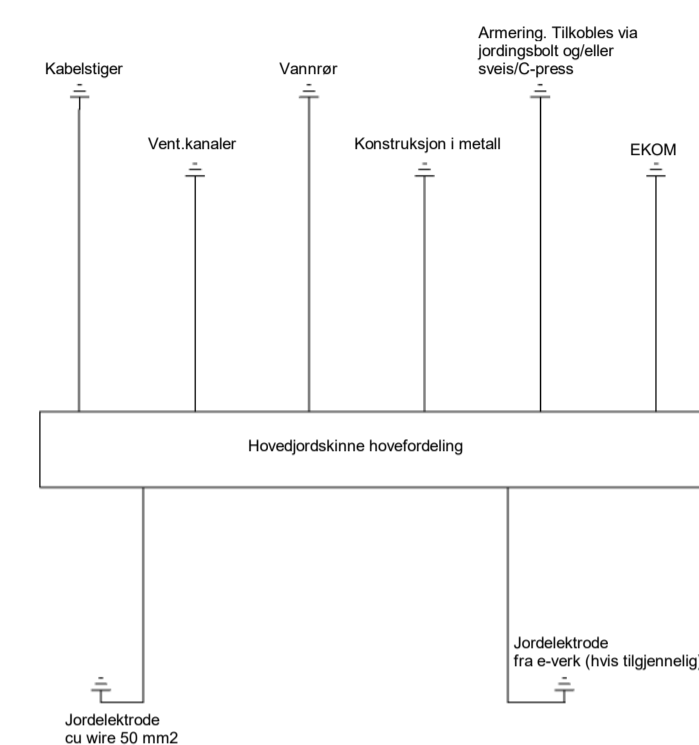 Armering. Tilkobles via
jordingsbolt og/eller
sveis/C-press
Kabelstiger
Vannrør
Vent.kanaler
Konstruksjon i metall
EKOM
Hovedjordskinne hovefordeling
Jordelektrode
fra e-verk (hvis tilgjennelig)
Jordelektrode
cu wire 50 mm2